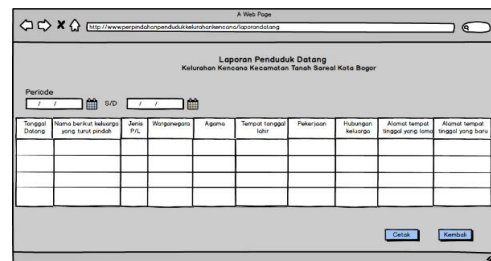 A Web Page
http://www.perpindahanpendudukkelurahankencana/laporandatang
Laporan Penduduk Datang
Kelurahan Kencana Kecamatan Tanah Sareal Kota Bogor
Periode
/ / S/D / /
Tanggal Datang Nama berikut keluarga yang turut pindah Jenis P/L Warganegara Agama Tempat tanggal lahir Pekerjaan Hubungan keluarga Alamat tempat tinggal yang lama Alamat tempat tinggal yang baru
Cetak Kembali